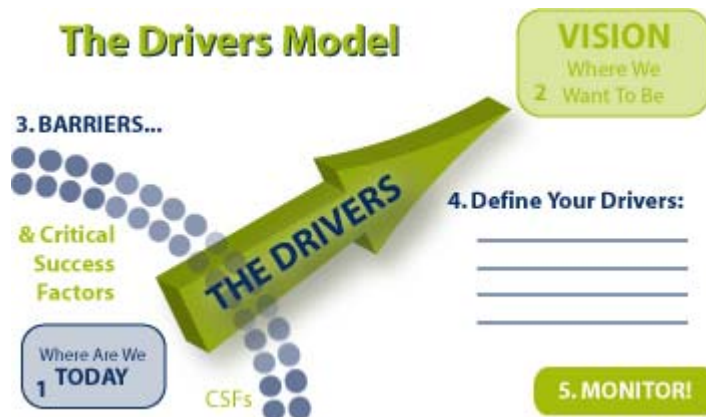 The Drivers Model
VISION
Where We
2 Want To Be
3. BARRIERS...
& Critical
Success
Factors
THE DRIVERS
4. Define Your Drivers:
Where Are We
1 TODAY
CSFs
5. MONITOR!